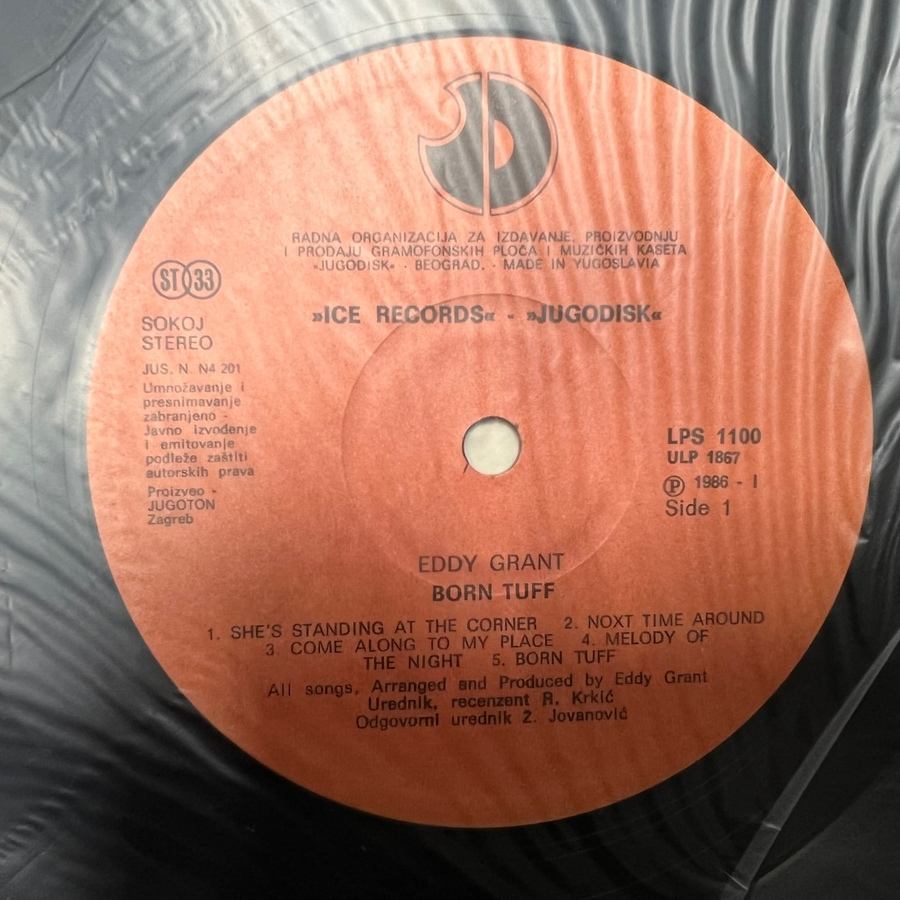 RADNA ORGANIZACIJA ZA IZDAVANJE, PROIZVODNJU
I PRODAJU GRAMOFONSKIH PLOČA I MUZIČKIH KASETA
»JUGODISK« · BEOGRAD. · MADE IN YUGOSLAVIA
»ICE RECORDS« - »JUGODISK«
ST 33
SOKOJ
STEREO
JUS. N. N4 201
Umnožavanje i
presnimavanje
zabranjeno -
Javno izvođenje
i emitovanje
podleže zaštiti
autorskih prava
Proizveo -
JUGOTON
Zagreb
LPS 1100
ULP 1867
Ⓟ 1986 - I
Side 1
EDDY GRANT
BORN TUFF
1. SHE'S STANDING AT THE CORNER 2. NOXT TIME AROUND
3. COME ALONG TO MY PLACE 4. MELODY OF
THE NIGHT 5. BORN TUFF
All songs, Arranged and Produced by Eddy Grant
Urednik, recenzent R. Krkić
Odgovorni urednik 2. Jovanović